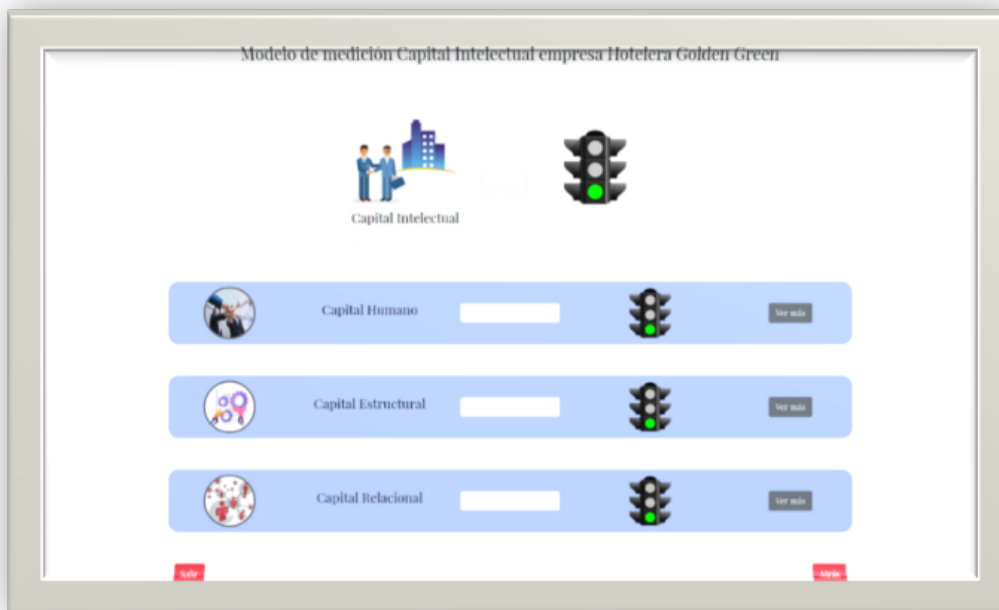 Modelo de medición Capital Intelectual empresa Hotelera Golden Green
Capital Intelectual
Capital Humano
Ver más
Capital Estructural
Ver más
Capital Relacional
Ver más
Salir
Atrás